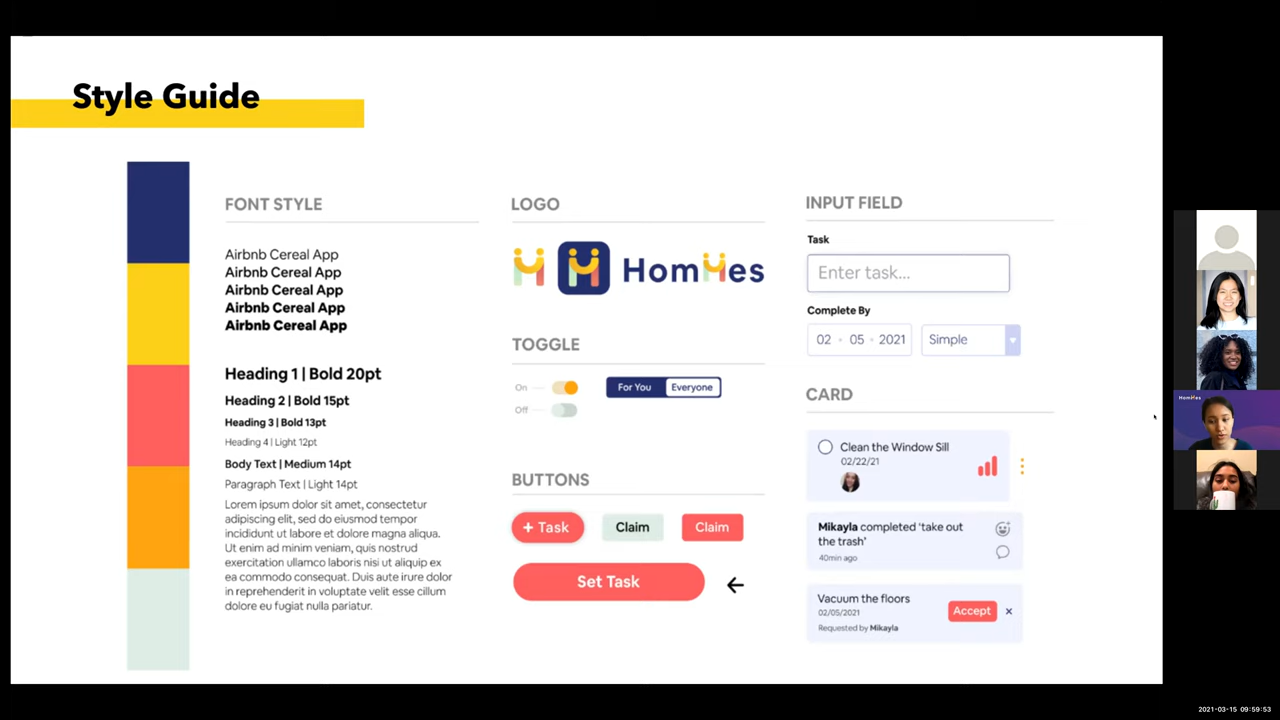 Style Guide
FONT STYLE
Airbnb Cereal App
Airbnb Cereal App
Airbnb Cereal App
Airbnb Cereal App
Airbnb Cereal App
Heading 1 | Bold 20pt
Heading 2 | Bold 15pt
Heading 3 | Bold 13pt
Heading 4 | Light 12pt
Body Text | Medium 14pt
Paragraph Text | Light 14pt
Lorem ipsum dolor sit amet, consectetur
adipiscing elit, sed do eiusmod tempor
incididunt ut labore et dolore magna aliqua.
Ut enim ad minim veniam, quis nostrud
exercitation ullamco laboris nisi ut aliquip ex
ea commodo consequat. Duis aute irure dolor
in reprehenderit in voluptate velit esse cillum
dolore eu fugiat nulla pariatur.
LOGO
HomMes
TOGGLE
On
Off
For You
Everyone
BUTTONS
+ Task
Claim
Claim
Set Task
INPUT FIELD
Task
Enter task...
Complete By
02 · 05 · 2021
Simple
CARD
Clean the Window Sill
02/22/21
Mikayla completed ‘take out
the trash’
40min ago
Vacuum the floors
02/05/2021
Requested by Mikayla
Accept
HomMes
2021-03-15 09:59:53